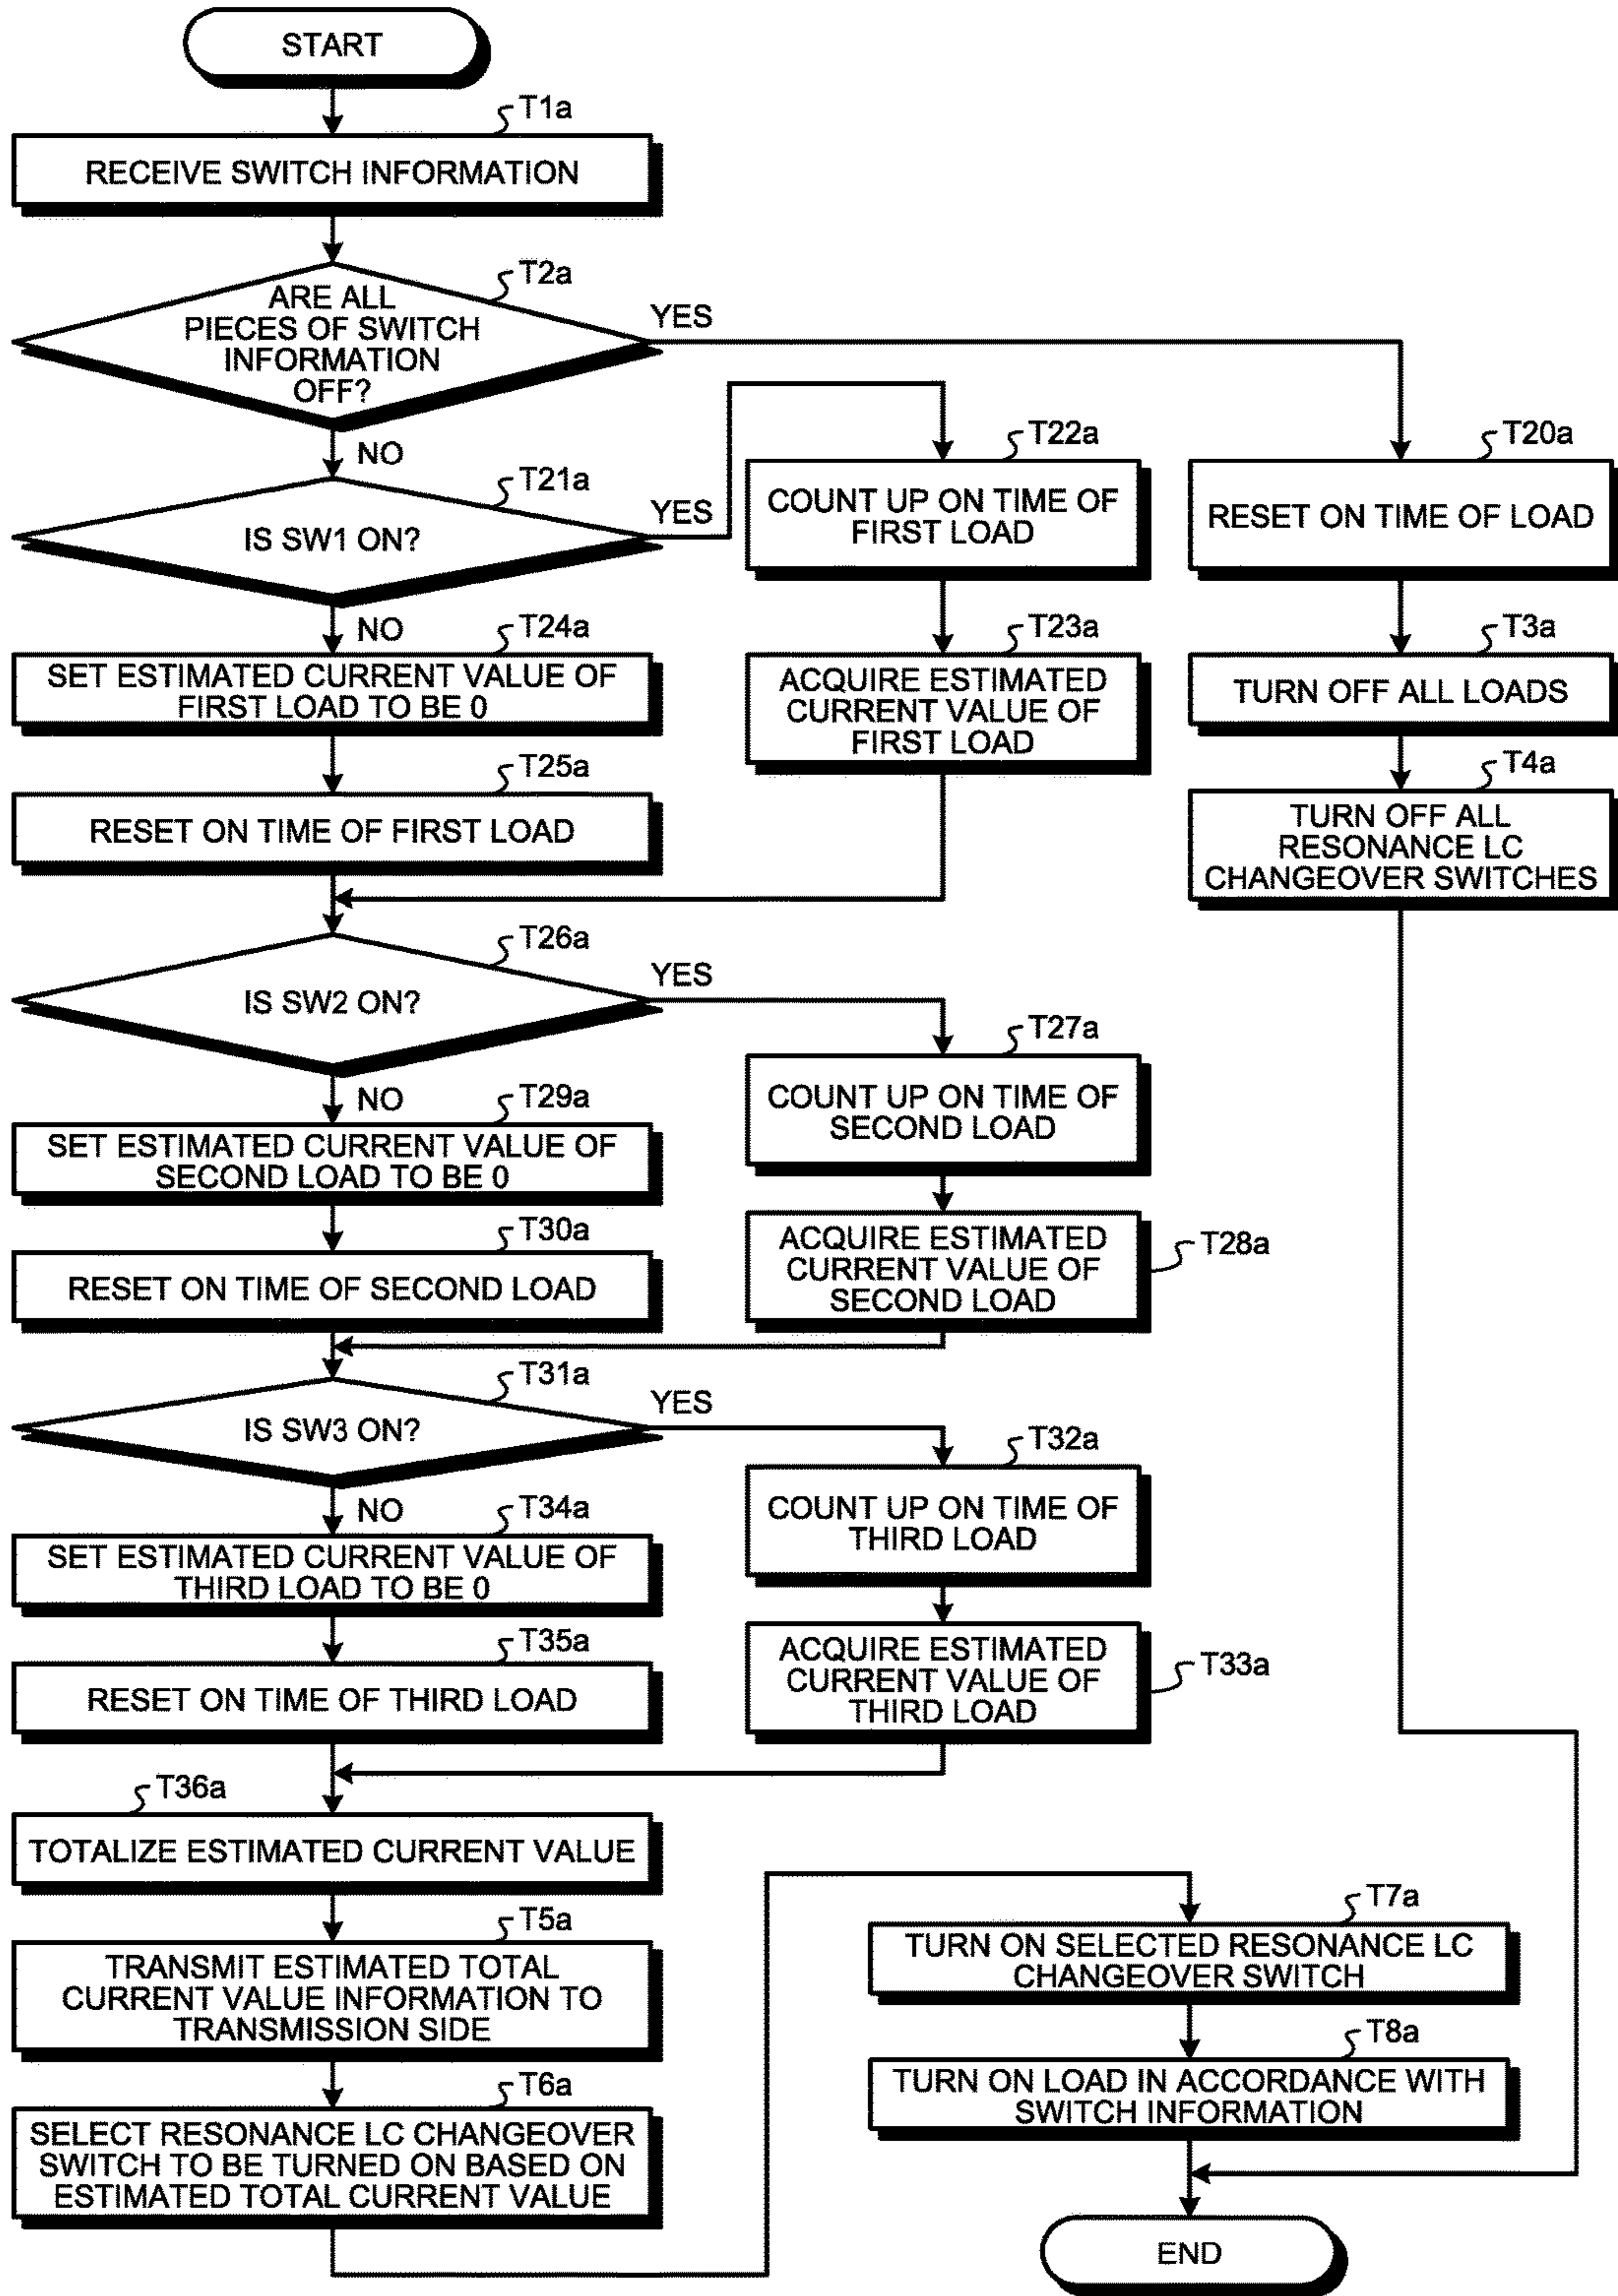 START
T1a
RECEIVE SWITCH INFORMATION
T2a
ARE ALL
PIECES OF SWITCH
INFORMATION
OFF?
YES
NO
T21a
IS SW1 ON?
YES
NO
T22a
COUNT UP ON TIME OF
FIRST LOAD
T20a
RESET ON TIME OF LOAD
T24a
SET ESTIMATED CURRENT VALUE OF
FIRST LOAD TO BE 0
T23a
ACQUIRE ESTIMATED
CURRENT VALUE OF
FIRST LOAD
T3a
TURN OFF ALL LOADS
T25a
RESET ON TIME OF FIRST LOAD
T4a
TURN OFF ALL
RESONANCE LC
CHANGEOVER SWITCHES
T26a
IS SW2 ON?
YES
NO
T27a
COUNT UP ON TIME OF
SECOND LOAD
T29a
SET ESTIMATED CURRENT VALUE OF
SECOND LOAD TO BE 0
T30a
RESET ON TIME OF SECOND LOAD
T28a
ACQUIRE ESTIMATED
CURRENT VALUE OF
SECOND LOAD
T31a
IS SW3 ON?
YES
NO
T32a
COUNT UP ON TIME OF
THIRD LOAD
T34a
SET ESTIMATED CURRENT VALUE OF
THIRD LOAD TO BE 0
T35a
RESET ON TIME OF THIRD LOAD
T33a
ACQUIRE ESTIMATED
CURRENT VALUE OF
THIRD LOAD
T36a
TOTALIZE ESTIMATED CURRENT VALUE
T5a
TRANSMIT ESTIMATED TOTAL
CURRENT VALUE INFORMATION TO
TRANSMISSION SIDE
T6a
SELECT RESONANCE LC CHANGEOVER
SWITCH TO BE TURNED ON BASED ON
ESTIMATED TOTAL CURRENT VALUE
T7a
TURN ON SELECTED RESONANCE LC
CHANGEOVER SWITCH
T8a
TURN ON LOAD IN ACCORDANCE WITH
SWITCH INFORMATION
END